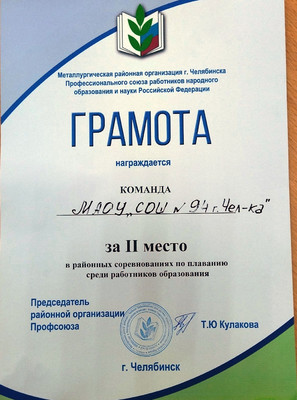 Металлургическая районная организация г. Челябинска
Профессионального союза работников народного
образования и науки Российской Федерации
ГРАМОТА
награждается
КОМАНДА
МАОУ „СОШ N 94 г. Чел-ка"
за II место
в районных соревнованиях по плаванию
среди работников образования
Председатель
районной организации
Профсоюза
Т.Ю Кулакова
г. Челябинск